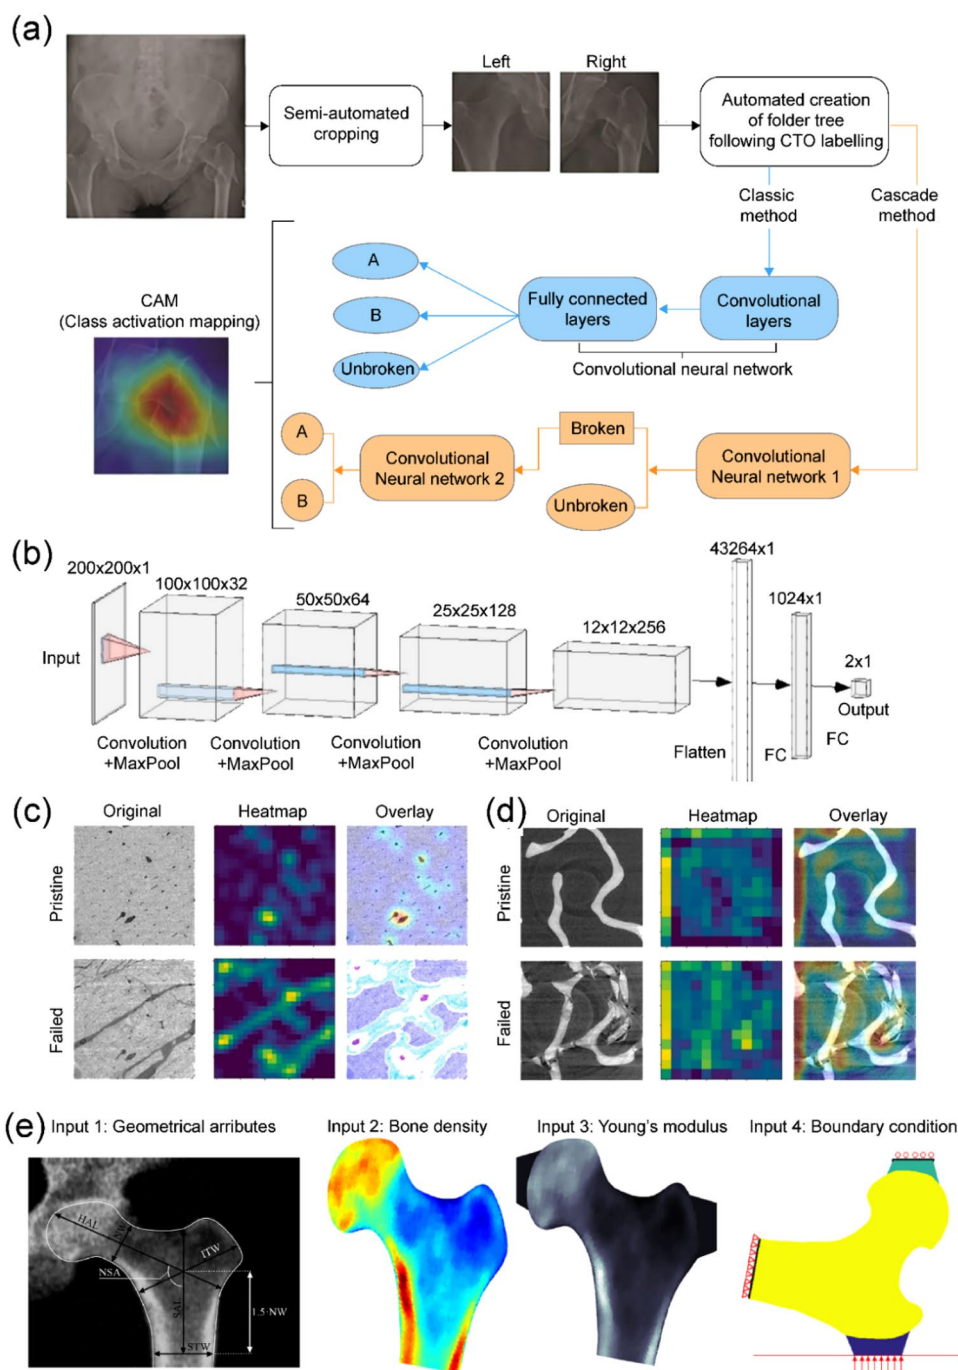 (a)
Left
Right
Semi-automated
cropping
Automated creation
of folder tree
following CTO labelling
Classic
method
Cascade
method
A
B
Unbroken
Fully connected
layers
Convolutional
layers
Convolutional neural network
CAM
(Class activation mapping)
A
B
Convolutional
Neural network 2
Broken
Unbroken
Convolutional
Neural network 1
(b)
200x200x1
100x100x32
50x50x64
25x25x128
12x12x256
43264x1
1024x1
2x1
Input
Output
Convolution
+MaxPool
Convolution
+MaxPool
Convolution
+MaxPool
Convolution
+MaxPool
Flatten
FC
FC
(c)
Original
Heatmap
Overlay
Pristine
Failed
(d)
Original
Heatmap
Overlay
Pristine
Failed
(e)
Input 1: Geometrical arributes
Input 2: Bone density
Input 3: Young's modulus
Input 4: Boundary condition
HAL
NW
ITW
NSA
SAL
1.5·NW
STW